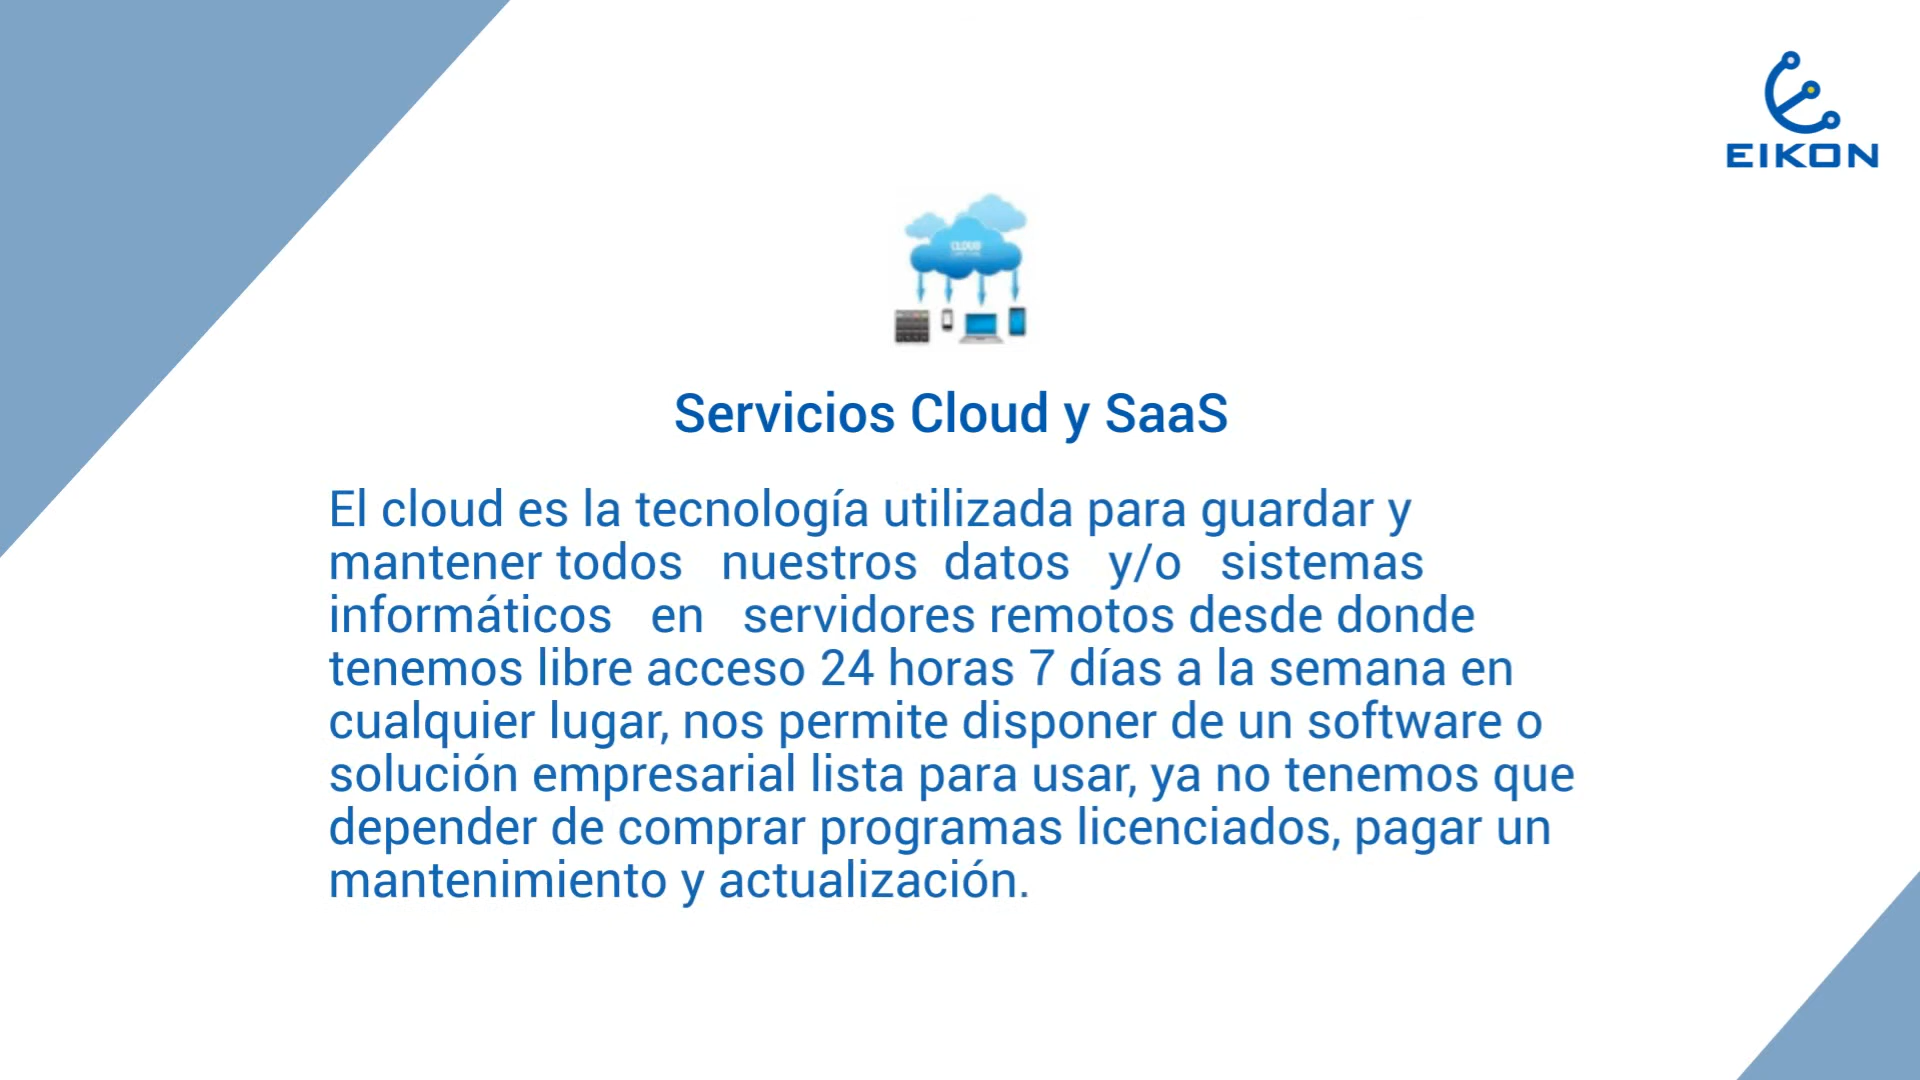 EIKON
CLOUD
Servicios Cloud y SaaS
El cloud es la tecnología utilizada para guardar y
mantener todos nuestros datos y/o sistemas
informáticos en servidores remotos desde donde
tenemos libre acceso 24 horas 7 días a la semana en
cualquier lugar, nos permite disponer de un software o
solución empresarial lista para usar, ya no tenemos que
depender de comprar programas licenciados, pagar un
mantenimiento y actualización.